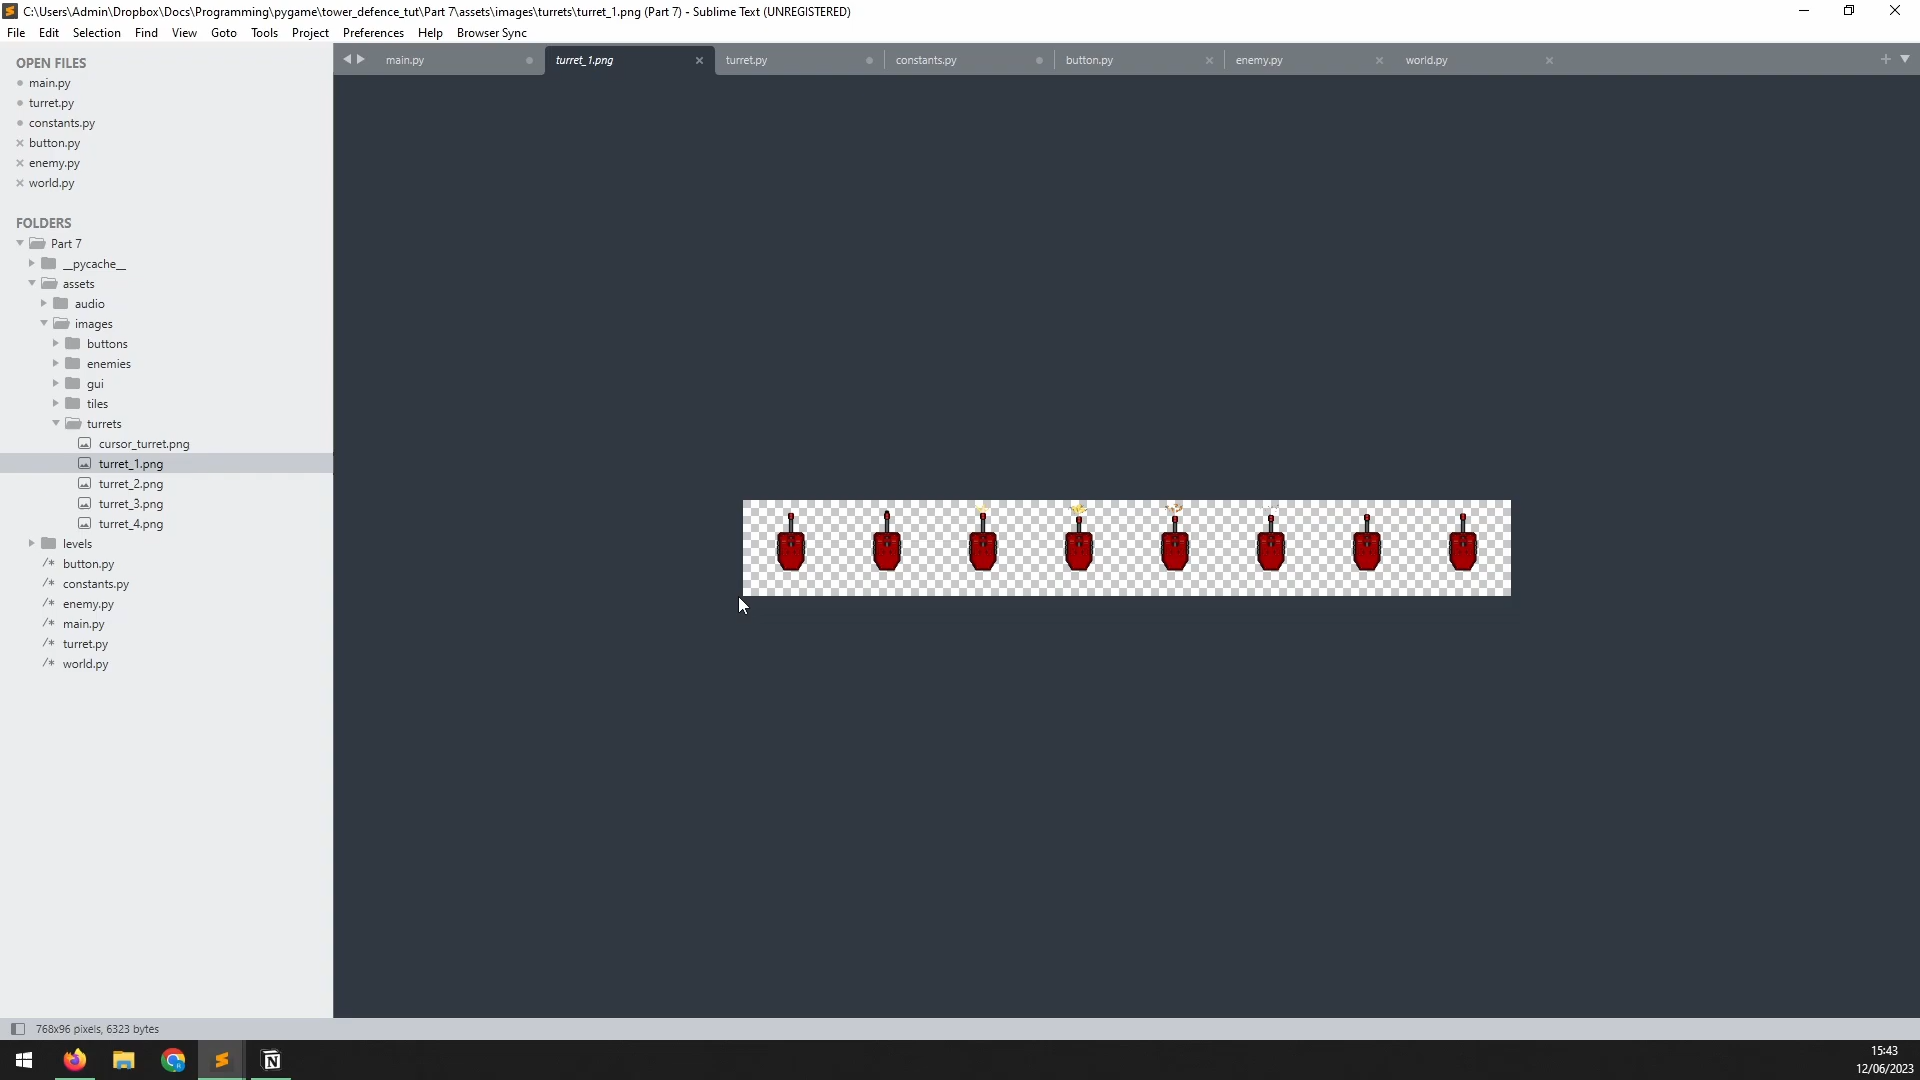 C:\Users\Admin\Dropbox\Docs\Programming\pygame\tower_defence_tut\Part 7\assets\images\turrets\turret_1.png (Part 7) - Sublime Text (UNREGISTERED)
File Edit Selection Find View Goto Tools Project Preferences Help Browser Sync
OPEN FILES
main.py
turret.py
constants.py
button.py
enemy.py
world.py
FOLDERS
Part 7
__pycache__
assets
audio
images
buttons
enemies
gui
tiles
turrets
cursor_turret.png
turret_1.png
turret_2.png
turret_3.png
turret_4.png
levels
/* button.py
/* constants.py
/* enemy.py
/* main.py
/* turret.py
/* world.py
main.py turret_1.png turret.py constants.py button.py enemy.py world.py
768x96 pixels, 6323 bytes
15:43
12/06/2023